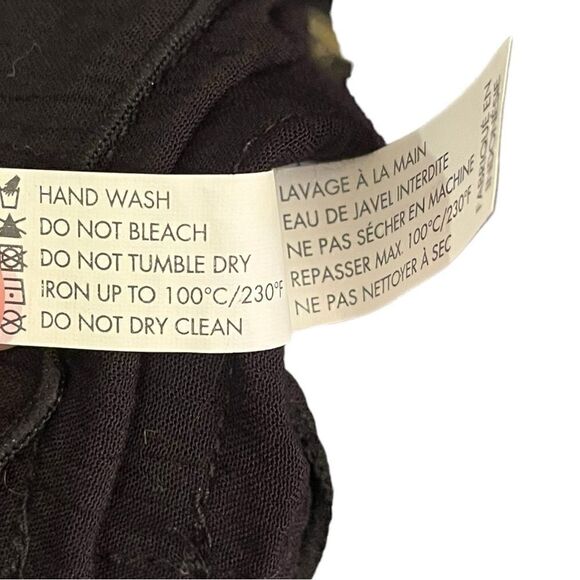 HAND WASH
DO NOT BLEACH
DO NOT TUMBLE DRY
iRON UP TO 100°C/230°F
DO NOT DRY CLEAN
LAVAGE À LA MAIN
EAU DE JAVEL INTERDITE
NE PAS SÉCHER EN MACHINE
REPASSER MAX. 100°C/230°F
NE PAS NETTOYER À SEC
FABRIQUÉ EN